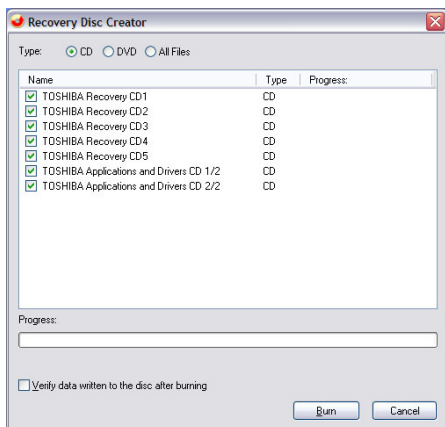 Recovery Disc Creator
Type: CD DVD All Files
Name Type Progress:
TOSHIBA Recovery CD1 CD
TOSHIBA Recovery CD2 CD
TOSHIBA Recovery CD3 CD
TOSHIBA Recovery CD4 CD
TOSHIBA Recovery CD5 CD
TOSHIBA Applications and Drivers CD 1/2 CD
TOSHIBA Applications and Drivers CD 2/2 CD
Progress:
Verify data written to the disc after burning
Burn Cancel